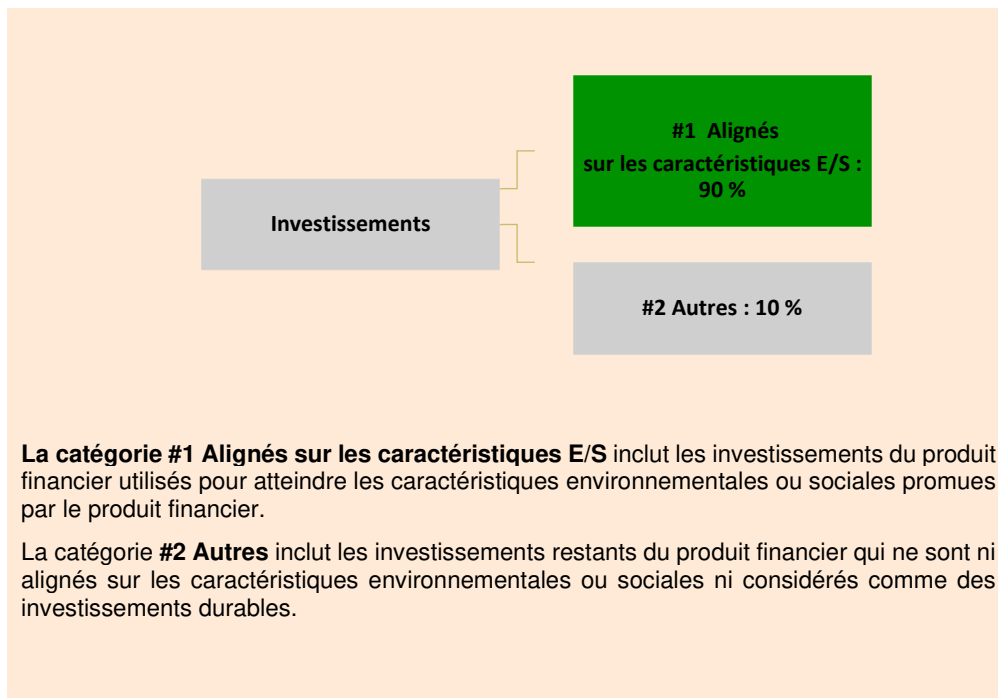 #1 Alignés
sur les caractéristiques E/S :
90 %
Investissements
#2 Autres : 10 %
La catégorie #1 Alignés sur les caractéristiques E/S inclut les investissements du produit
financier utilisés pour atteindre les caractéristiques environnementales ou sociales promues
par le produit financier.
La catégorie #2 Autres inclut les investissements restants du produit financier qui ne sont ni
alignés sur les caractéristiques environnementales ou sociales ni considérés comme des
investissements durables.